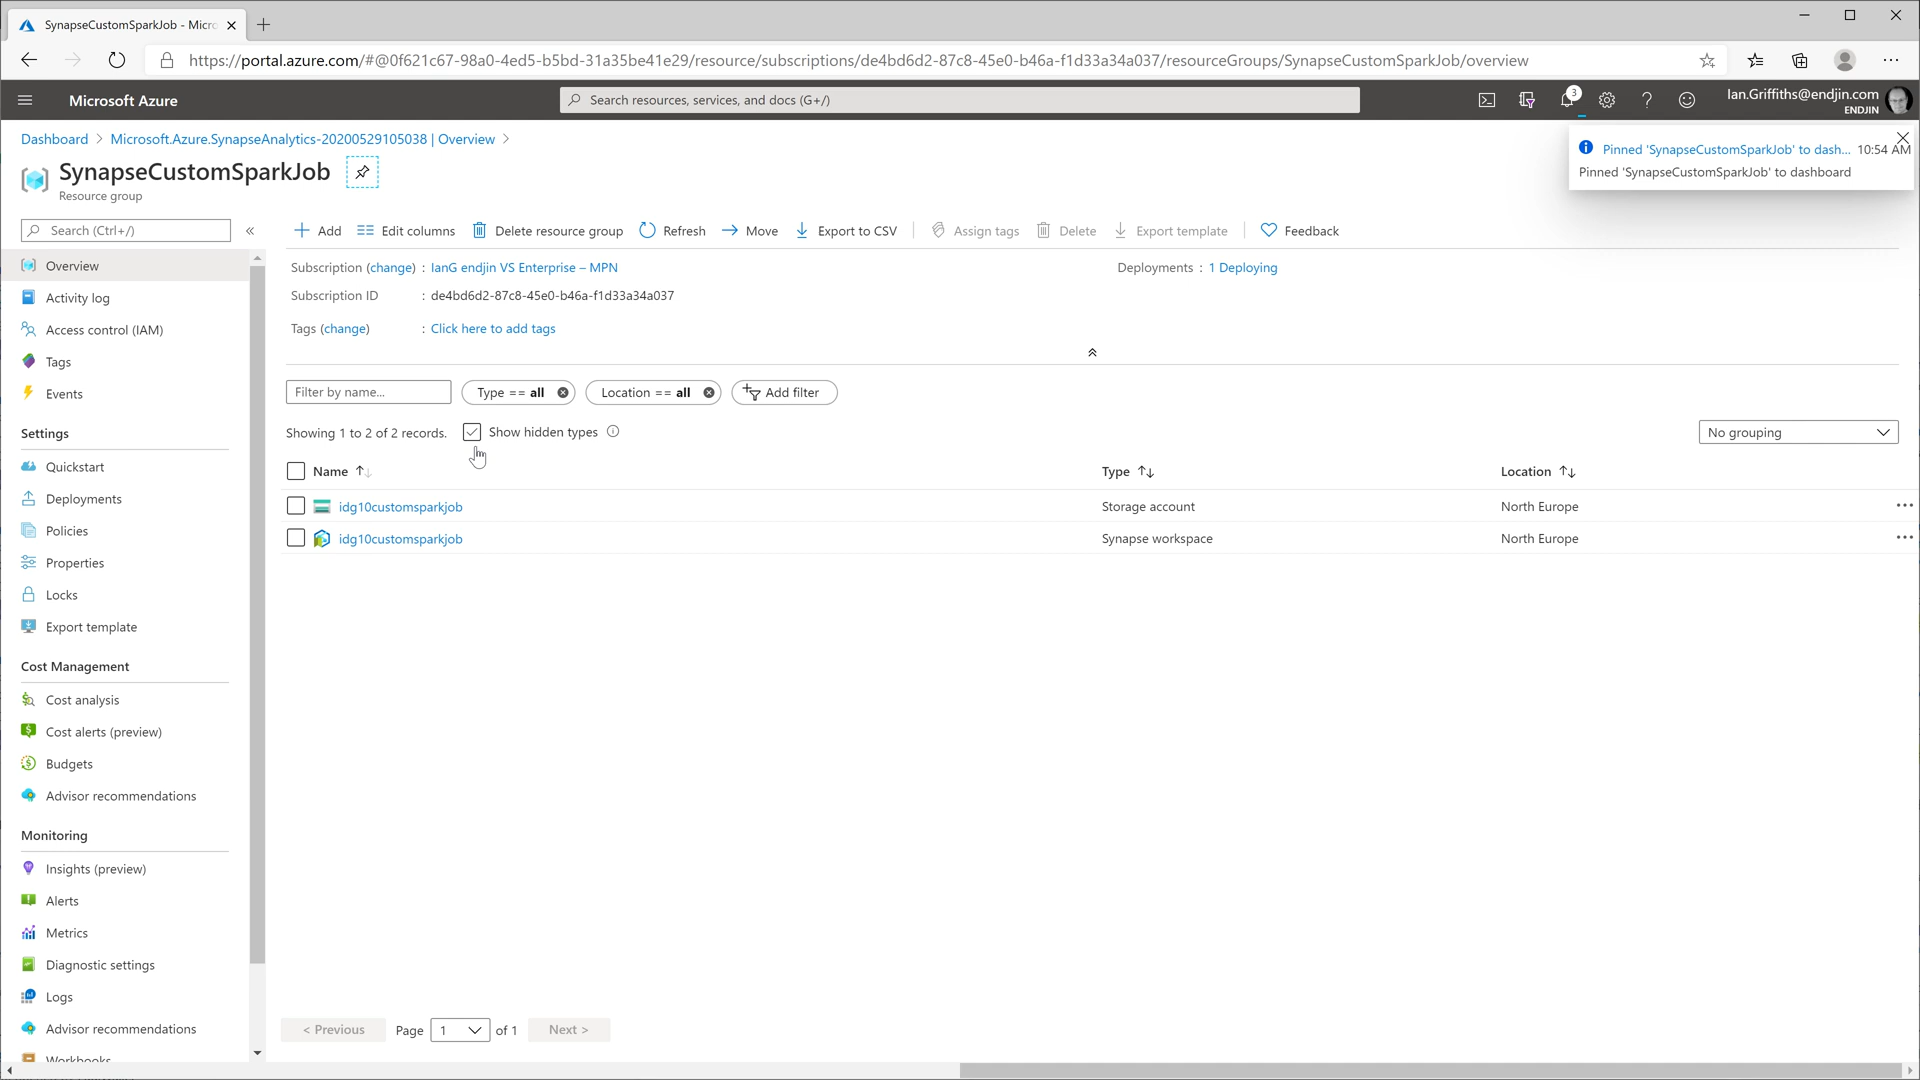 SynapseCustomSparkJob - Micro
https://portal.azure.com/#@0f621c67-98a0-4ed5-b5bd-31a35be41e29/resource/subscriptions/de4bd6d2-87c8-45e0-b46a-f1d33a34a037/resourceGroups/SynapseCustomSparkJob/overview
Microsoft Azure
Search resources, services, and docs (G+/)
3
Ian.Griffiths@endjin.com
ENDJIN
Dashboard > Microsoft.Azure.SynapseAnalytics-20200529105038 | Overview >
Pinned 'SynapseCustomSparkJob' to dash... 10:54 AM
Pinned 'SynapseCustomSparkJob' to dashboard
SynapseCustomSparkJob
Resource group
Search (Ctrl+/) «
Add Edit columns Delete resource group Refresh Move Export to CSV Assign tags Delete Export template Feedback
Overview
Activity log
Access control (IAM)
Tags
Events
Settings
Quickstart
Deployments
Policies
Properties
Locks
Export template
Cost Management
Cost analysis
Cost alerts (preview)
Budgets
Advisor recommendations
Monitoring
Insights (preview)
Alerts
Metrics
Diagnostic settings
Logs
Advisor recommendations
Workbooks
Subscription (change) : IanG endjin VS Enterprise – MPN
Deployments : 1 Deploying
Subscription ID : de4bd6d2-87c8-45e0-b46a-f1d33a34a037
Tags (change) : Click here to add tags
Filter by name... Type == all Location == all Add filter
Showing 1 to 2 of 2 records. Show hidden types
No grouping
Name Type Location
idg10customsparkjob Storage account North Europe
idg10customsparkjob Synapse workspace North Europe
< Previous Page 1 of 1 Next >